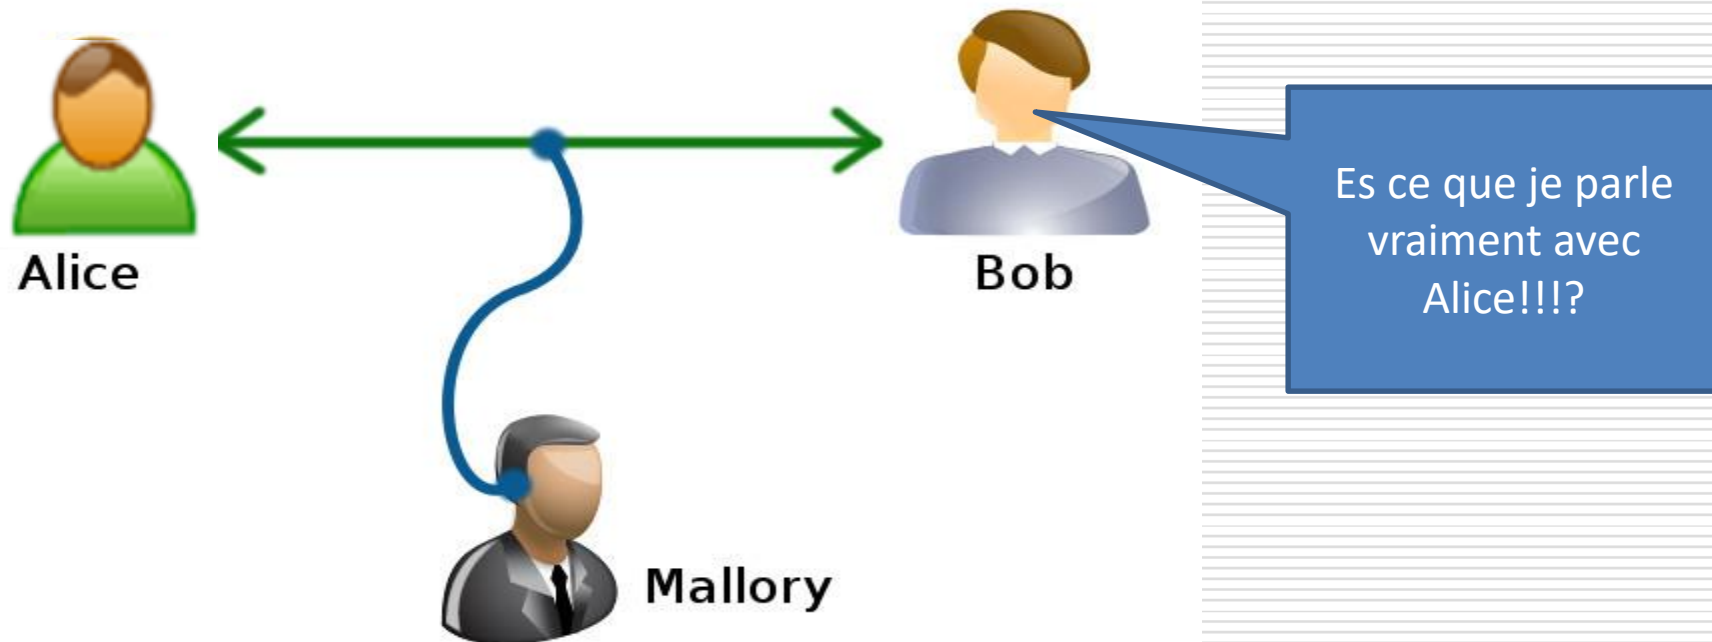 Alice
Bob
Es ce que je parle
vraiment avec
Alice!!!?
Mallory